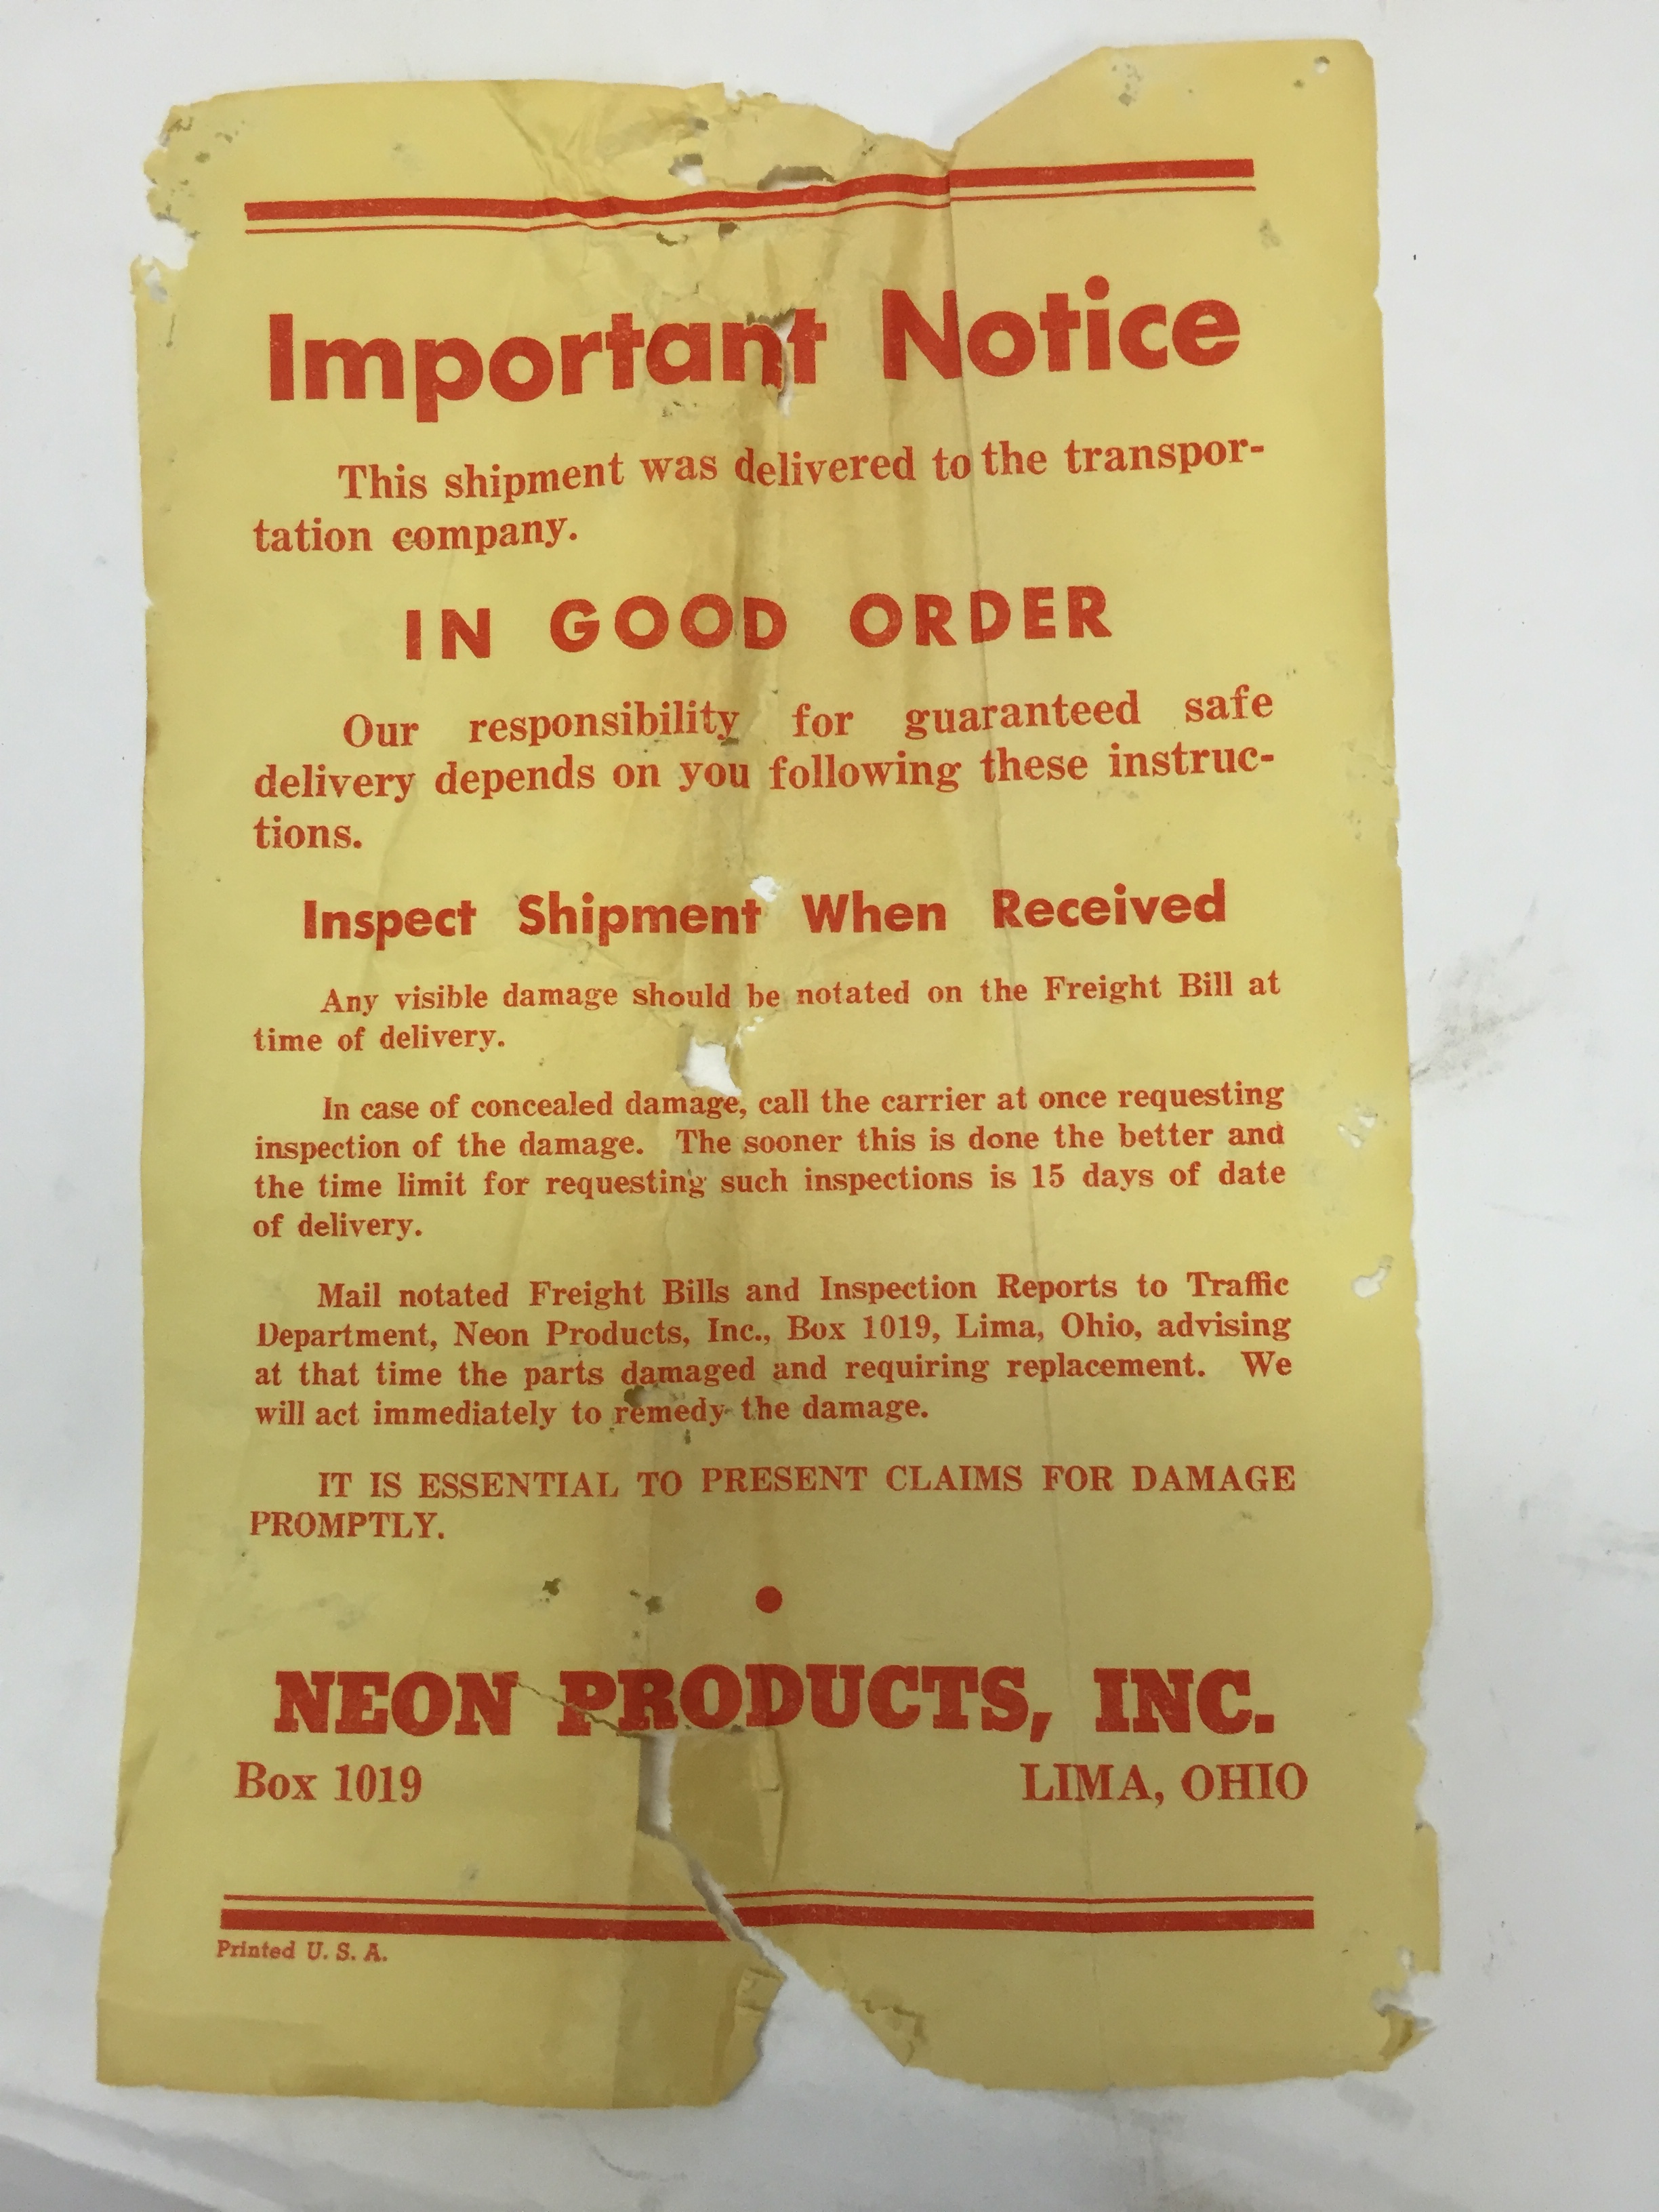 Important Notice
This shipment was delivered to the transpor-
tation company.
IN GOOD ORDER
Our responsibility for guaranteed safe
delivery depends on you following these instruc-
tions.
Inspect Shipment When Received
Any visible damage should be notated on the Freight Bill at
time of delivery.
In case of concealed damage, call the carrier at once requesting
inspection of the damage. The sooner this is done the better and
the time limit for requesting such inspections is 15 days of date
of delivery.
Mail notated Freight Bills and Inspection Reports to Traffic
Department, Neon Products, Inc., Box 1019, Lima, Ohio, advising
at that time the parts damaged and requiring replacement. We
will act immediately to remedy the damage.
IT IS ESSENTIAL TO PRESENT CLAIMS FOR DAMAGE
PROMPTLY.
NEON PRODUCTS, INC.
Box 1019 LIMA, OHIO
Printed U. S. A.